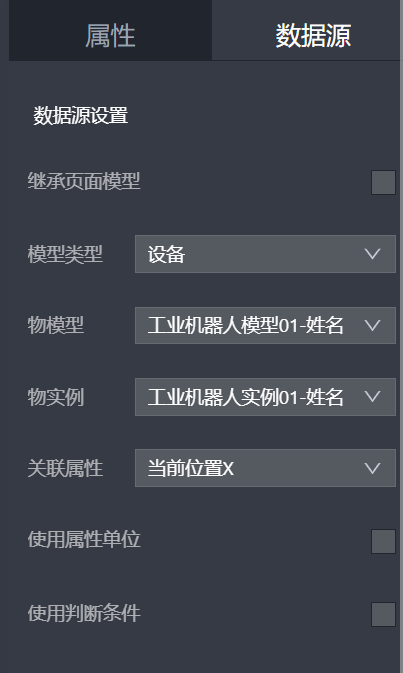 属性 数据源
数据源设置
继承页面模型
模型类型 设备
物模型 工业机器人模型01-姓名
物实例 工业机器人实例01-姓名
关联属性 当前位置X
使用属性单位
使用判断条件